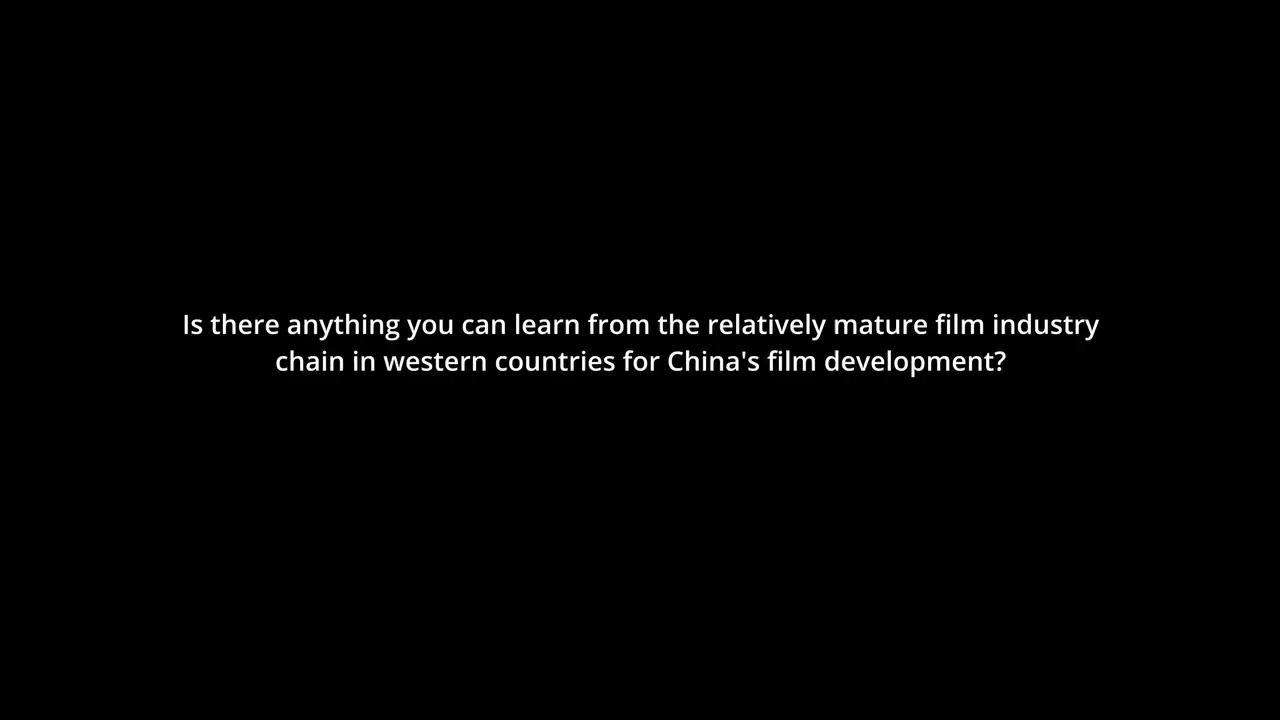 Is there anything you can learn from the relatively mature film industry
chain in western countries for China's film development?